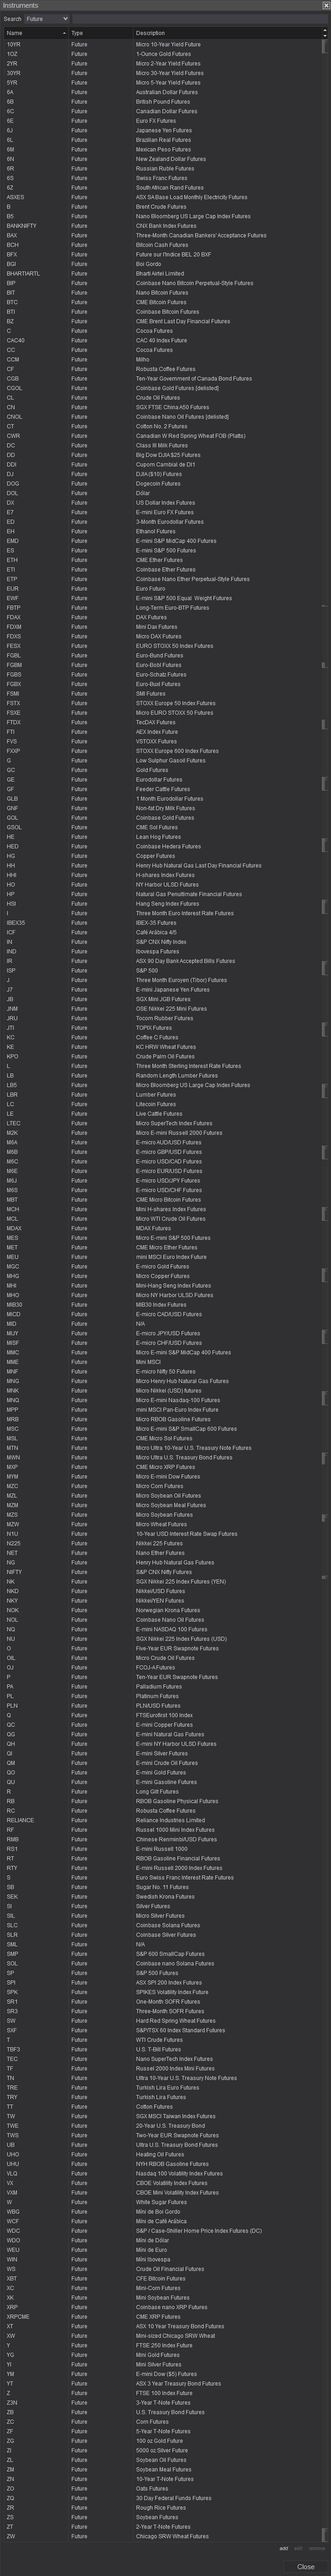 Instruments
Search Future
Name Type Description
10YR Future Micro 10-Year Yield Future
1OZ Future 1-Ounce Gold Futures
2YR Future Micro 2-Year Yield Futures
30YR Future Micro 30-Year Yield Futures
5YR Future Micro 5-Year Yield Futures
6A Future Australian Dollar Futures
6B Future British Pound Futures
6C Future Canadian Dollar Futures
6E Future Euro FX Futures
6J Future Japanese Yen Futures
6L Future Brazilian Real Futures
6M Future Mexican Peso Futures
6N Future New Zealand Dollar Futures
6R Future Russian Ruble Futures
6S Future Swiss Franc Futures
6Z Future South African Rand Futures
ASXES Future ASX SA Base Load Monthly Electricity Futures
B Future Brent Crude Futures
B5 Future Nano Bloomberg US Large Cap Index Futures
BANKNIFTY Future CNX Bank Index Futures
BAX Future Three-Month Canadian Bankers' Acceptance Futures
BCH Future Bitcoin Cash Futures
BFX Future Future sur l'Indice BEL 20 BXF
BGI Future Boi Gordo
BHARTIARTL Future Bharti Airtel Limited
BIP Future Coinbase Nano Bitcoin Perpetual-Style Futures
BIT Future Nano Bitcoin Futures
BTC Future CME Bitcoin Futures
BTI Future Coinbase Bitcoin Futures
BZ Future CME Brent Last Day Financial Futures
C Future Cocoa Futures
CAC40 Future CAC 40 Index Future
CC Future Cocoa Futures
CCM Future Milho
CF Future Robusta Coffee Futures
CGB Future Ten-Year Government of Canada Bond Futures
CGOL Future Coinbase Gold Futures [delisted]
CL Future Crude Oil Futures
CN Future SGX FTSE China A50 Futures
CNOL Future Coinbase Nano Oil Futures [delisted]
CT Future Cotton No. 2 Futures
CWR Future Canadian W Red Spring Wheat FOB (Platts)
DC Future Class III Milk Futures
DD Future Big Dow DJIA $25 Futures
DDI Future Cupom Cambial de DI1
DJ Future DJIA ($10) Futures
DOG Future Dogecoin Futures
DOL Future Dólar
DX Future US Dollar Index Futures
E7 Future E-mini Euro FX Futures
ED Future 3-Month Eurodollar Futures
EH Future Ethanol Futures
EMD Future E-mini S&P MidCap 400 Futures
ES Future E-mini S&P 500 Futures
ETH Future CME Ether Futures
ETI Future Coinbase Ether Futures
ETP Future Coinbase Nano Ether Perpetual-Style Futures
EUR Future Euro Futuro
EWF Future E-mini S&P 500 Equal Weight Futures
FBTP Future Long-Term Euro-BTP Futures
FDAX Future DAX Futures
FDXM Future Mini Dax Futures
FDXS Future Micro DAX Futures
FESX Future EURO STOXX 50 Index Futures
FGBL Future Euro-Bund Futures
FGBM Future Euro-Bobl Futures
FGBS Future Euro-Schatz Futures
FGBX Future Euro-Buxl Futures
FSMI Future SMI Futures
FSTX Future STOXX Europe 50 Index Futures
FSXE Future Micro EURO STOXX 50 Futures
FTDX Future TecDAX Futures
FTI Future AEX Index Future
FVS Future VSTOXX Futures
FXXP Future STOXX Europe 600 Index Futures
G Future Low Sulphur Gasoil Futures
GC Future Gold Futures
GE Future Eurodollar Futures
GF Future Feeder Cattle Futures
GLB Future 1 Month Eurodollar Futures
GNF Future Non-fat Dry Milk Futures
GOL Future Coinbase Gold Futures
GSOL Future CME Sol Futures
HE Future Lean Hog Futures
HED Future Coinbase Hedera Futures
HG Future Copper Futures
HH Future Henry Hub Natural Gas Last Day Financial Futures
HHI Future H-shares Index Futures
HO Future NY Harbor ULSD Futures
HP Future Natural Gas Penultimate Financial Futures
HSI Future Hang Seng Index Futures
I Future Three Month Euro Interest Rate Futures
IBEX35 Future IBEX-35 Futures
ICF Future Café Arábica 4/5
IN Future S&P CNX Nifty Index
IND Future Ibovespa Futures
IR Future ASX 90 Day Bank Accepted Bills Futures
ISP Future S&P 500
J Future Three Month Euroyen (Tibor) Futures
J7 Future E-mini Japanese Yen Futures
JB Future SGX Mini JGB Futures
JNM Future OSE Nikkei 225 Mini Futures
JRU Future Tocom Rubber Futures
JTI Future TOPIX Futures
KC Future Coffee C Futures
KE Future KC HRW Wheat Futures
KPO Future Crude Palm Oil Futures
L Future Three Month Sterling Interest Rate Futures
LB Future Random Length Lumber Futures
LB5 Future Micro Bloomberg US Large Cap Index Futures
LBR Future Lumber Futures
LC Future Litecoin Futures
LE Future Live Cattle Futures
LTEC Future Micro SuperTech Index Futures
M2K Future Micro E-mini Russell 2000 Futures
M6A Future E-micro AUD/USD Futures
M6B Future E-micro GBP/USD Futures
M6C Future E-micro USD/CAD Futures
M6E Future E-micro EUR/USD Futures
M6J Future E-micro USD/JPY Futures
M6S Future E-micro USD/CHF Futures
MBT Future CME Micro Bitcoin Futures
MCH Future Mini H-shares Index Futures
MCL Future Micro WTI Crude Oil Futures
MDAX Future MDAX Futures
MES Future Micro E-mini S&P 500 Futures
MET Future CME Micro Ether Futures
MEU Future mini MSCI Euro Index Future
MGC Future E-micro Gold Futures
MHG Future Micro Copper Futures
MHI Future Mini-Hang Seng Index Futures
MHO Future Micro NY Harbor ULSD Futures
MIB30 Future MIB30 Index Futures
MICD Future E-micro CAD/USD Futures
MID Future N/A
MIJY Future E-micro JPY/USD Futures
MISF Future E-micro CHF/USD Futures
MMC Future Micro E-mini S&P MidCap 400 Futures
MME Future Mini MSCI
MNF Future E-micro Nifty 50 Futures
MNG Future Micro Henry Hub Natural Gas Futures
MNK Future Micro Nikkei (USD) futures
MNQ Future Micro E-mini Nasdaq-100 Futures
MPP Future mini MSCI Pan-Euro Index Future
MRB Future Micro RBOB Gasoline Futures
MSC Future Micro E-mini S&P SmallCap 600 Futures
MSL Future CME Micro Sol Futures
MTN Future Micro Ultra 10-Year U.S. Treasury Note Futures
MWN Future Micro Ultra U.S. Treasury Bond Futures
MXP Future CME Micro XRP Futures
MYM Future Micro E-mini Dow Futures
MZC Future Micro Corn Futures
MZL Future Micro Soybean Oil Futures
MZM Future Micro Soybean Meal Futures
MZS Future Micro Soybean Futures
MZW Future Micro Wheat Futures
N1U Future 10-Year USD Interest Rate Swap Futures
N225 Future Nikkei 225 Futures
NET Future Nano Ether Futures
NG Future Henry Hub Natural Gas Futures
NIFTY Future S&P CNX Nifty Futures
NK Future SGX Nikkei 225 Index Futures (YEN)
NKD Future Nikkei/USD Futures
NKY Future Nikkei/YEN Futures
NOK Future Norwegian Krona Futures
NOL Future Coinbase Nano Oil Futures
NQ Future E-mini NASDAQ 100 Futures
NU Future SGX Nikkei 225 Index Futures (USD)
O Future Five-Year EUR Swapnote Futures
OIL Future Micro Crude Oil Futures
OJ Future FCOJ-A Futures
P Future Ten-Year EUR Swapnote Futures
PA Future Palladium Futures
PL Future Platinum Futures
PLN Future PLN/USD Futures
Q Future FTSEurofirst 100 Index
QC Future E-mini Copper Futures
QG Future E-mini Natural Gas Futures
QH Future E-mini NY Harbor ULSD Futures
QI Future E-mini Silver Futures
QM Future E-mini Crude Oil Futures
QO Future E-mini Gold Futures
QU Future E-mini Gasoline Futures
R Future Long Gilt Futures
RB Future RBOB Gasoline Physical Futures
RC Future Robusta Coffee Futures
RELIANCE Future Reliance Industries Limited
RF Future Russel 1000 Mini Index Futures
RMB Future Chinese Renminbi/USD Futures
RS1 Future E-mini Russell 1000
RT Future RBOB Gasoline Financial Futures
RTY Future E-mini Russell 2000 Index Futures
S Future Euro Swiss Franc Interest Rate Futures
SB Future Sugar No. 11 Futures
SEK Future Swedish Krona Futures
SI Future Silver Futures
SIL Future Micro Silver Futures
SLC Future Coinbase Solana Futures
SLR Future Coinbase Silver Futures
SML Future N/A
SMP Future S&P 600 SmallCap Futures
SOL Future Coinbase nano Solana Futures
SP Future S&P 500 Futures
SPI Future ASX SPI 200 Index Futures
SPK Future SPIKES Volatility Index Future
SR1 Future One-Month SOFR Futures
SR3 Future Three-Month SOFR Futures
SW Future Hard Red Spring Wheat Futures
SXF Future S&P/TSX 60 Index Standard Futures
T Future WTI Crude Futures
TBF3 Future U.S. T-Bill Futures
TEC Future Nano SuperTech Index Futures
TF Future Russel 2000 Index Mini Futures
TN Future Ultra 10-Year U.S. Treasury Note Futures
TRE Future Turkish Lira Euro Futures
TRY Future Turkish Lira Futures
TT Future Cotton Futures
TW Future SGX MSCI Taiwan Index Futures
TWE Future 20-Year U.S. Treasury Bond
TWS Future Two-Year EUR Swapnote Futures
UB Future Ultra U.S. Treasury Bond Futures
UHO Future Heating Oil Futures
UHU Future NYH RBOB Gasoline Futures
VLQ Future Nasdaq 100 Volatility Index Futures
VX Future CBOE Volatility Index Futures
VXM Future CBOE Mini Volatility Index Futures
W Future White Sugar Futures
WBG Future Míni de Boi Gordo
WCF Future Míni de Café Arábica
WDC Future S&P / Case-Shiller Home Price Index Futures (DC)
WDO Future Míni de Dólar
WEU Future Míni de Euro
WIN Future Míni Ibovespa
WS Future Crude Oil Financial Futures
XBT Future CFE Bitcoin Futures
XC Future Mini-Corn Futures
XK Future Mini Soybean Futures
XRP Future Coinbase nano XRP Futures
XRPCME Future CME XRP Futures
XT Future ASX 10 Year Treasury Bond Futures
XW Future Mini-sized Chicago SRW Wheat
Y Future FTSE 250 Index Future
YG Future Mini Gold Futures
YI Future Mini Silver Futures
YM Future E-mini Dow ($5) Futures
YT Future ASX 3 Year Treasury Bond Futures
Z Future FTSE 100 Index Future
Z3N Future 3-Year T-Note Futures
ZB Future U.S. Treasury Bond Futures
ZC Future Corn Futures
ZF Future 5-Year T-Note Futures
ZG Future 100 oz Gold Future
ZI Future 5000 oz Silver Future
ZL Future Soybean Oil Futures
ZM Future Soybean Meal Futures
ZN Future 10-Year T-Note Futures
ZO Future Oats Futures
ZQ Future 30 Day Federal Funds Futures
ZR Future Rough Rice Futures
ZS Future Soybean Futures
ZT Future 2-Year T-Note Futures
ZW Future Chicago SRW Wheat Futures
add edit remove
Close